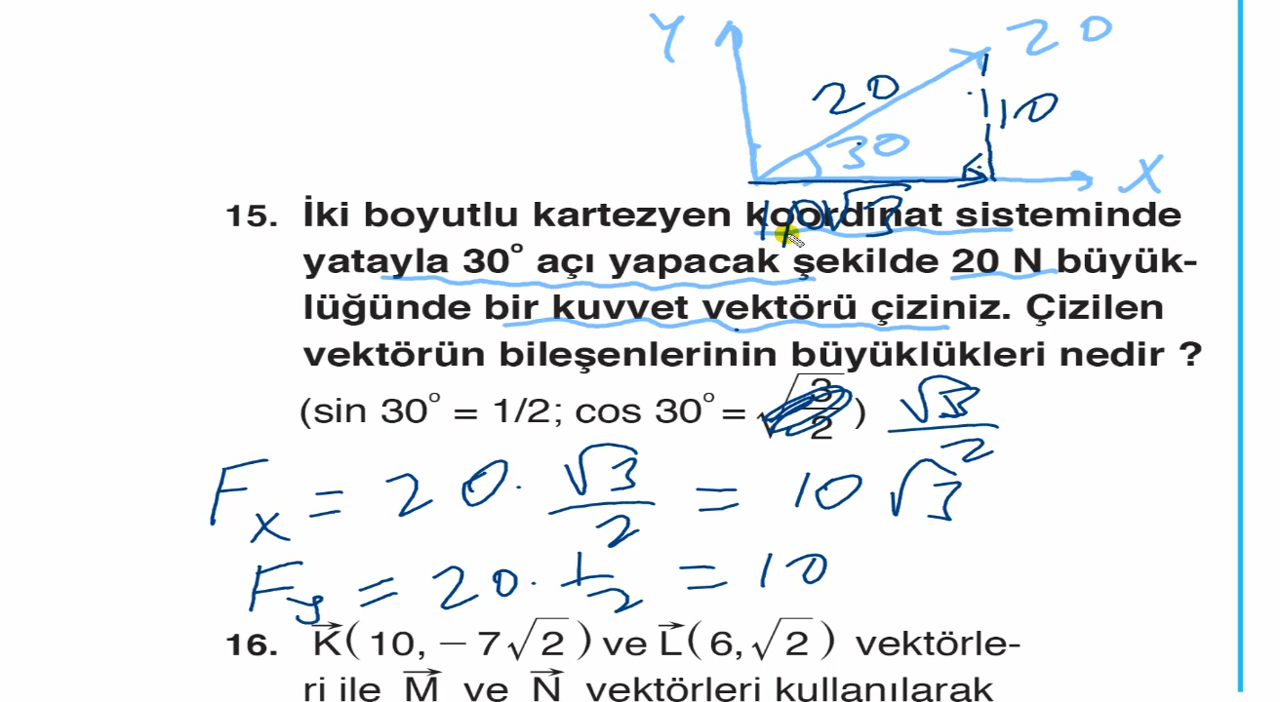 Y
20
20
10
30
X
10√3
15. İki boyutlu kartezyen koordinat sisteminde
yatayla 30° açı yapacak şekilde 20 N büyük-
lüğünde bir kuvvet vektörü çiziniz. Çizilen
vektörün bileşenlerinin büyüklükleri nedir ?
(sin 30° = 1/2; cos 30° = √3/2) √3/2
Fx = 20 . √3/2 = 10√3
Fy = 20 . 1/2 = 10
16. K⃗(10, −7√2) ve L⃗(6, √2) vektörle-
ri ile M⃗ ve N⃗ vektörleri kullanılarak